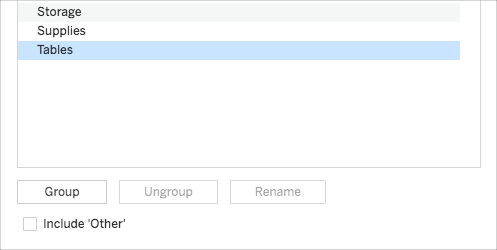 Storage
Supplies
Tables
Group Ungroup Rename
Include 'Other'